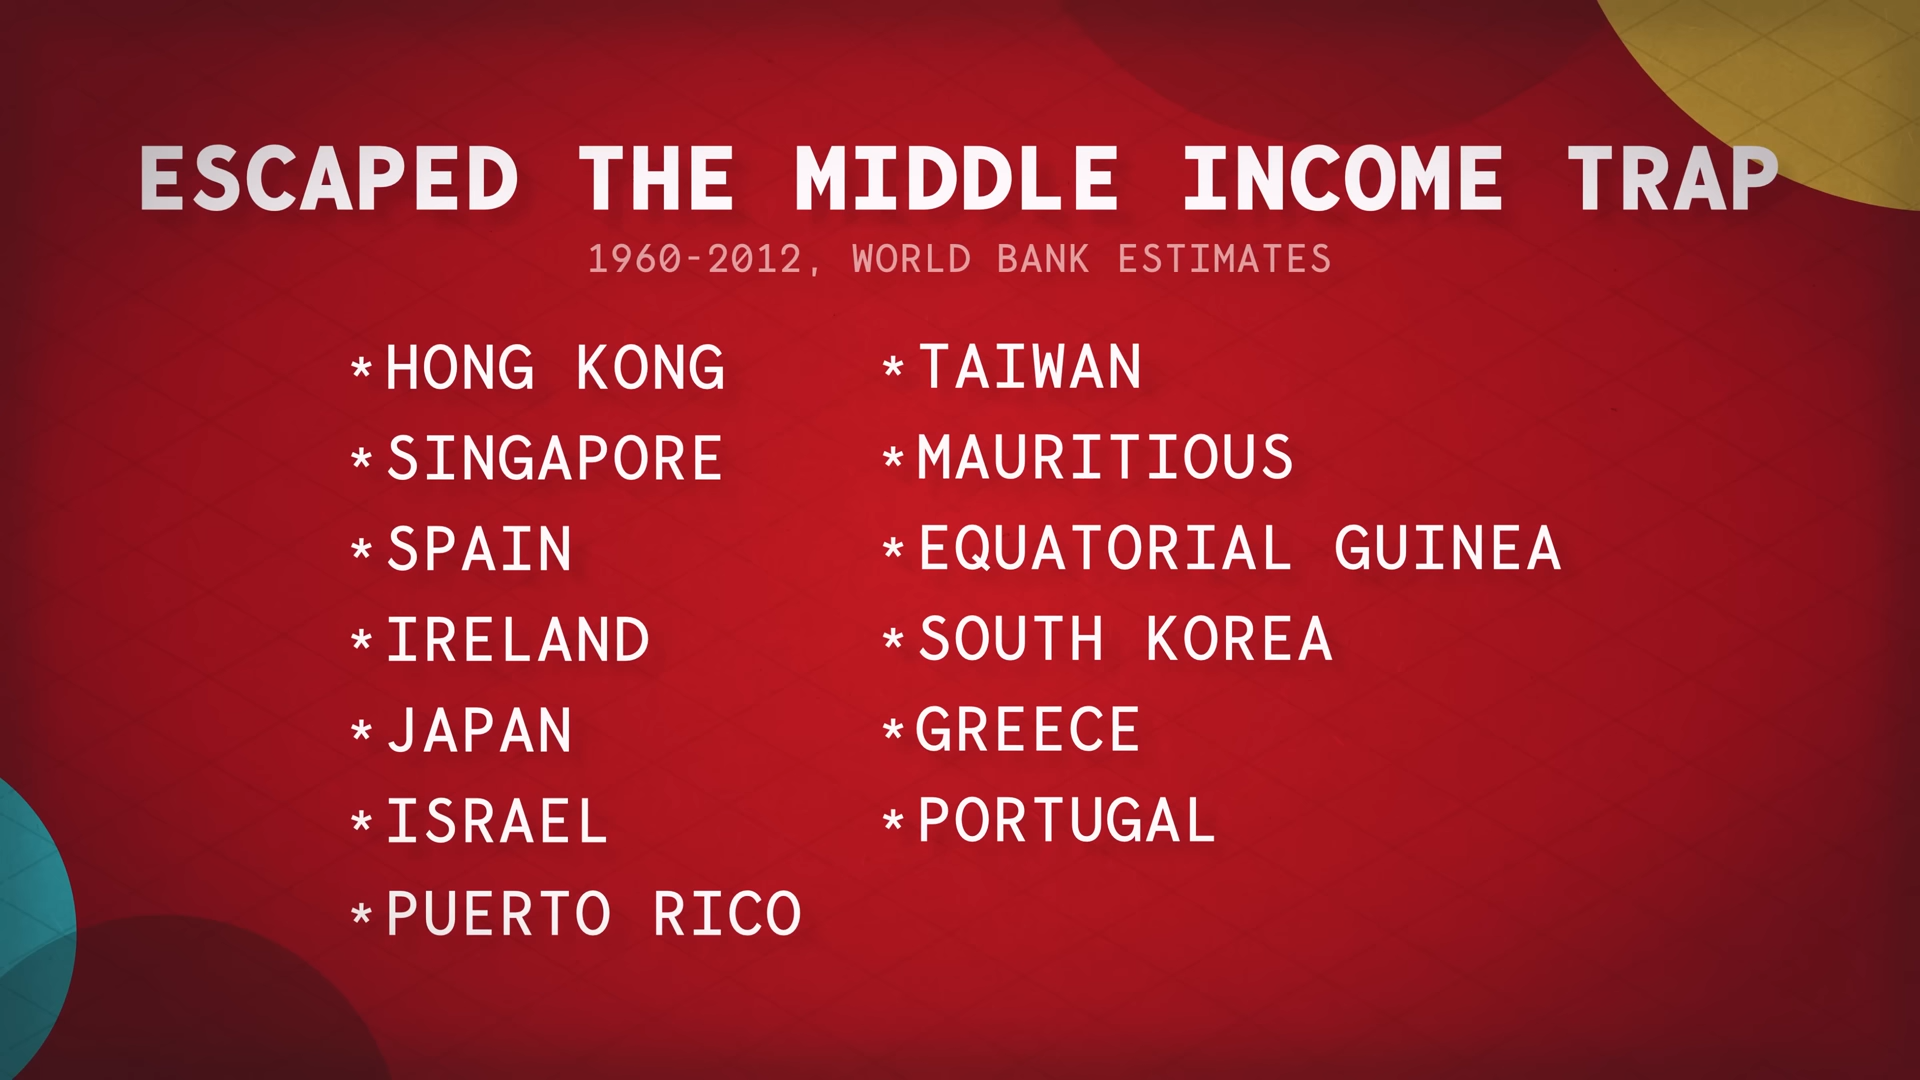 ESCAPED THE MIDDLE INCOME TRAP
1960-2012, WORLD BANK ESTIMATES
*HONG KONG
*SINGAPORE
*SPAIN
*IRELAND
*JAPAN
*ISRAEL
*PUERTO RICO
*TAIWAN
*MAURITIOUS
*EQUATORIAL GUINEA
*SOUTH KOREA
*GREECE
*PORTUGAL